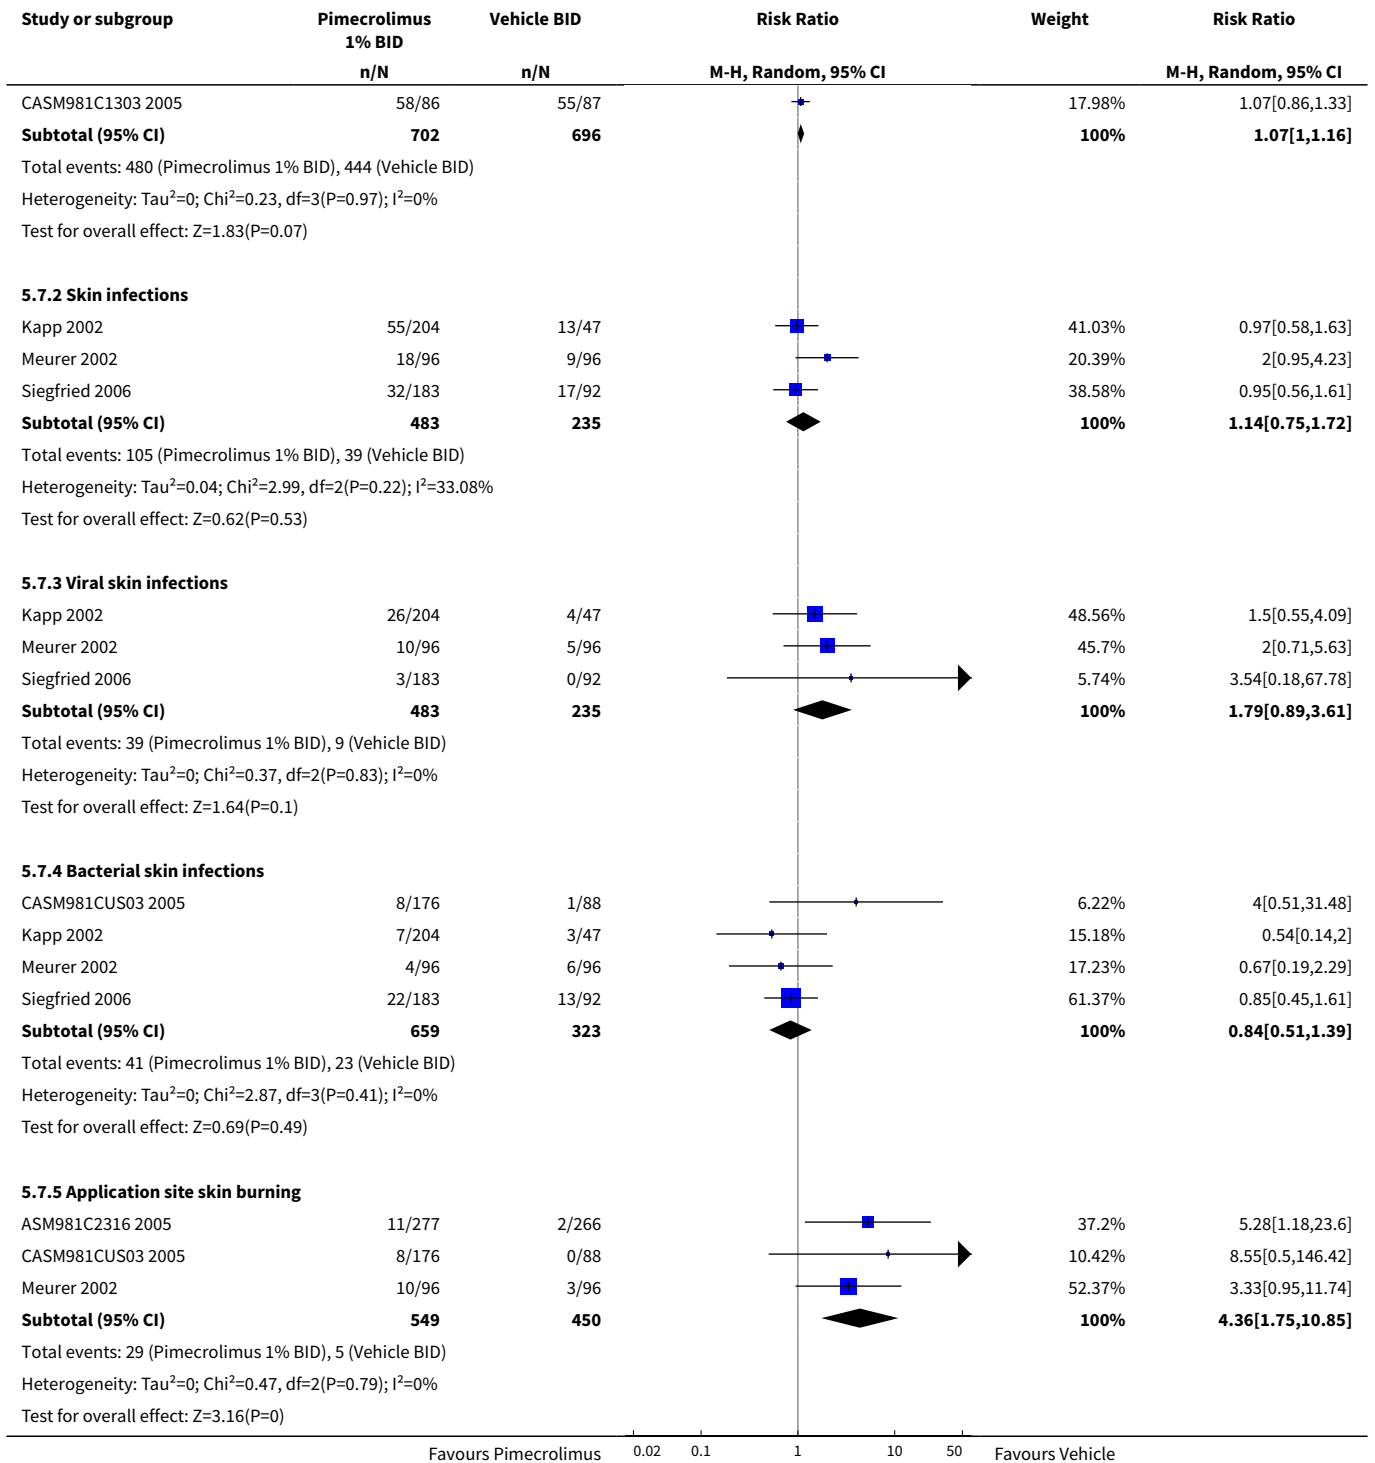 Study or subgroup Pimecrolimus 1% BID Vehicle BID Risk Ratio Weight Risk Ratio
n/N n/N M-H, Random, 95% CI M-H, Random, 95% CI
CASM981C1303 2005 58/86 55/87 17.98% 1.07[0.86,1.33]
Subtotal (95% CI) 702 696 100% 1.07[1,1.16]
Total events: 480 (Pimecrolimus 1% BID), 444 (Vehicle BID)
Heterogeneity: Tau²=0; Chi²=0.23, df=3(P=0.97); I²=0%
Test for overall effect: Z=1.83(P=0.07)
5.7.2 Skin infections
Kapp 2002 55/204 13/47 41.03% 0.97[0.58,1.63]
Meurer 2002 18/96 9/96 20.39% 2[0.95,4.23]
Siegfried 2006 32/183 17/92 38.58% 0.95[0.56,1.61]
Subtotal (95% CI) 483 235 100% 1.14[0.75,1.72]
Total events: 105 (Pimecrolimus 1% BID), 39 (Vehicle BID)
Heterogeneity: Tau²=0.04; Chi²=2.99, df=2(P=0.22); I²=33.08%
Test for overall effect: Z=0.62(P=0.53)
5.7.3 Viral skin infections
Kapp 2002 26/204 4/47 48.56% 1.5[0.55,4.09]
Meurer 2002 10/96 5/96 45.7% 2[0.71,5.63]
Siegfried 2006 3/183 0/92 5.74% 3.54[0.18,67.78]
Subtotal (95% CI) 483 235 100% 1.79[0.89,3.61]
Total events: 39 (Pimecrolimus 1% BID), 9 (Vehicle BID)
Heterogeneity: Tau²=0; Chi²=0.37, df=2(P=0.83); I²=0%
Test for overall effect: Z=1.64(P=0.1)
5.7.4 Bacterial skin infections
CASM981CUS03 2005 8/176 1/88 6.22% 4[0.51,31.48]
Kapp 2002 7/204 3/47 15.18% 0.54[0.14,2]
Meurer 2002 4/96 6/96 17.23% 0.67[0.19,2.29]
Siegfried 2006 22/183 13/92 61.37% 0.85[0.45,1.61]
Subtotal (95% CI) 659 323 100% 0.84[0.51,1.39]
Total events: 41 (Pimecrolimus 1% BID), 23 (Vehicle BID)
Heterogeneity: Tau²=0; Chi²=2.87, df=3(P=0.41); I²=0%
Test for overall effect: Z=0.69(P=0.49)
5.7.5 Application site skin burning
ASM981C2316 2005 11/277 2/266 37.2% 5.28[1.18,23.6]
CASM981CUS03 2005 8/176 0/88 10.42% 8.55[0.5,146.42]
Meurer 2002 10/96 3/96 52.37% 3.33[0.95,11.74]
Subtotal (95% CI) 549 450 100% 4.36[1.75,10.85]
Total events: 29 (Pimecrolimus 1% BID), 5 (Vehicle BID)
Heterogeneity: Tau²=0; Chi²=0.47, df=2(P=0.79); I²=0%
Test for overall effect: Z=3.16(P=0)
Favours Pimecrolimus 0.02 0.1 1 10 50 Favours Vehicle